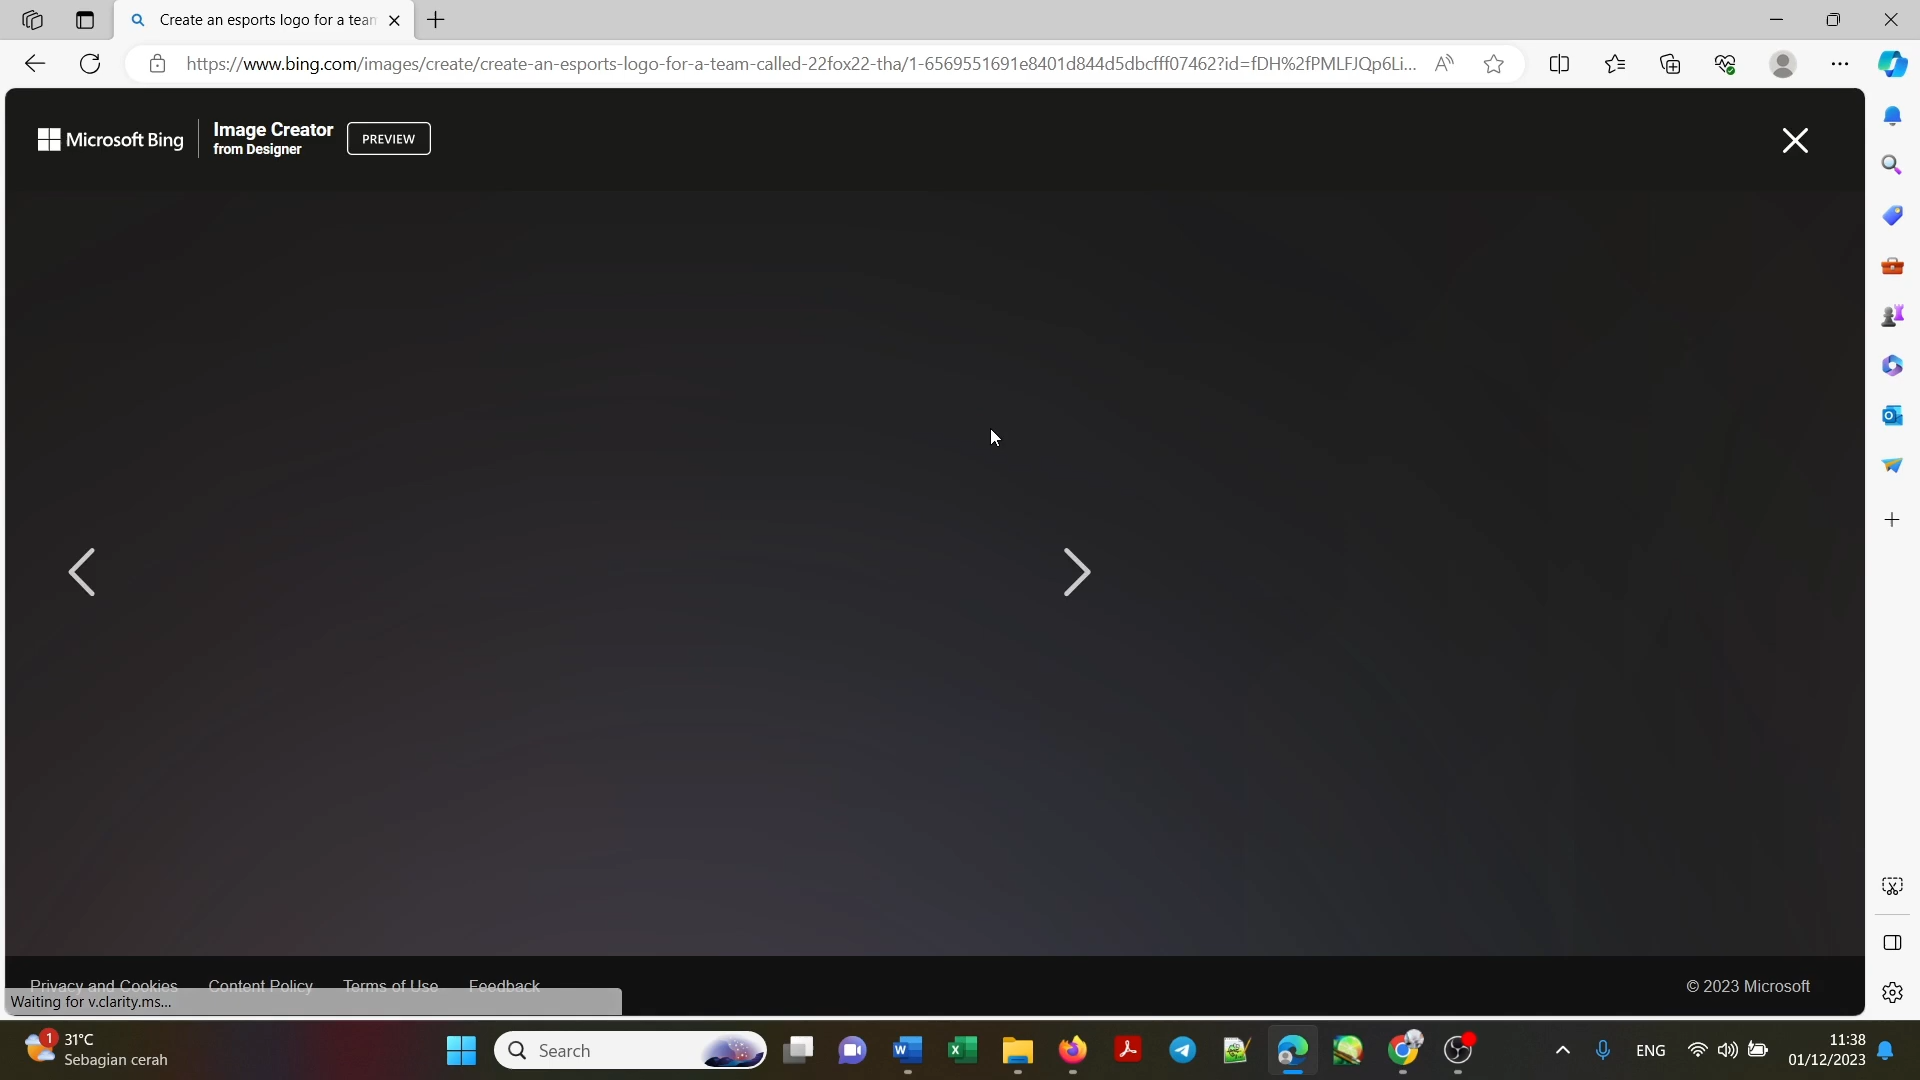 Create an esports logo for a team
https://www.bing.com/images/create/create-an-esports-logo-for-a-team-called-22fox22-tha/1-6569551691e8401d844d5dbcfff07462?id=fDH%2fPMLFJQp6Li...
Microsoft Bing
Image Creator
from Designer
PREVIEW
Privacy and Cookies Content Policy Terms of Use Feedback
© 2023 Microsoft
Waiting for v.clarity.ms...
1
31°C
Sebagian cerah
Search
ENG
11:38
01/12/2023